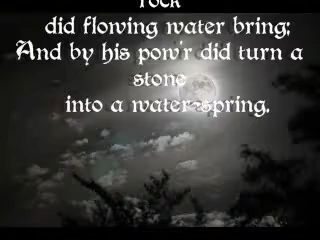 rock
did flowing water bring;
And by his pow'r did turn a
stone
into a water-spring.